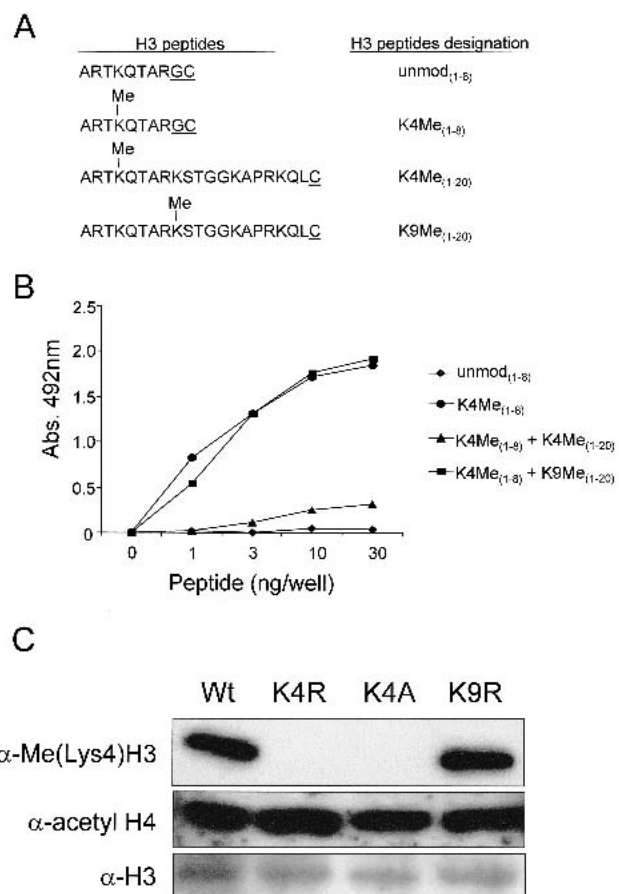 A
H3 peptides H3 peptides designation
ARTKQTARGC unmod(1-8)
Me
ARTKQTARGC K4Me(1-8)
Me
ARTKQTARKSTGGKAPRKQLC K4Me(1-20)
Me
ARTKQTARKSTGGKAPRKQLC K9Me(1-20)
B
2.5
2.0
1.5
1.0
0.5
0
Abs. 492nm
0 1 3 10 30
Peptide (ng/well)
unmod(1-8)
K4Me(1-8)
K4Me(1-8) + K4Me(1-20)
K4Me(1-8) + K9Me(1-20)
C
Wt K4R K4A K9R
α-Me(Lys4)H3
α-acetyl H4
α-H3